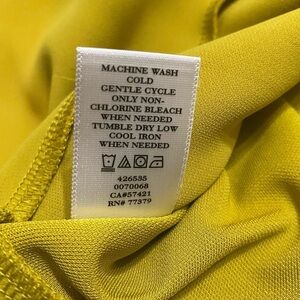 MACHINE WASH
COLD
GENTLE CYCLE
ONLY NON-
CHLORINE BLEACH
WHEN NEEDED
TUMBLE DRY LOW
COOL IRON
WHEN NEEDED
426535
0070068
CA#57421
RN# 77379